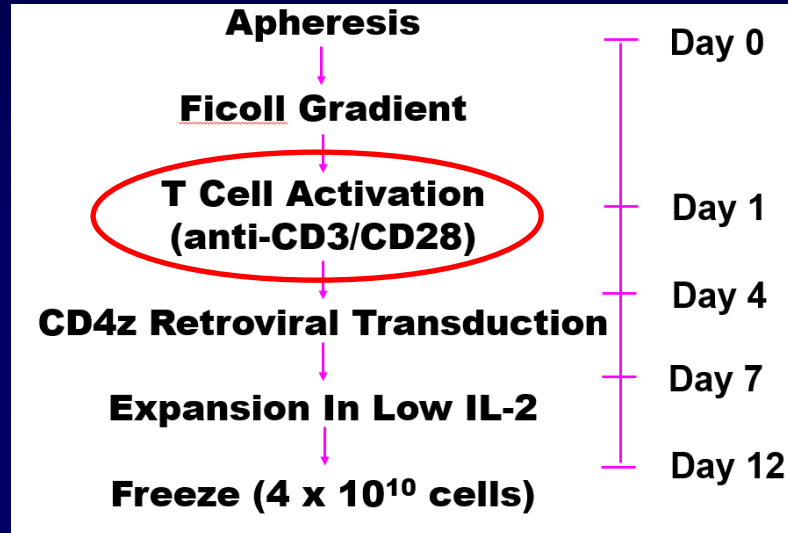 Apheresis
Day 0
Ficoll Gradient
T Cell Activation
(anti-CD3/CD28)
Day 1
CD4z Retroviral Transduction
Day 4
Expansion In Low IL-2
Day 7
Freeze (4 x 10¹⁰ cells)
Day 12